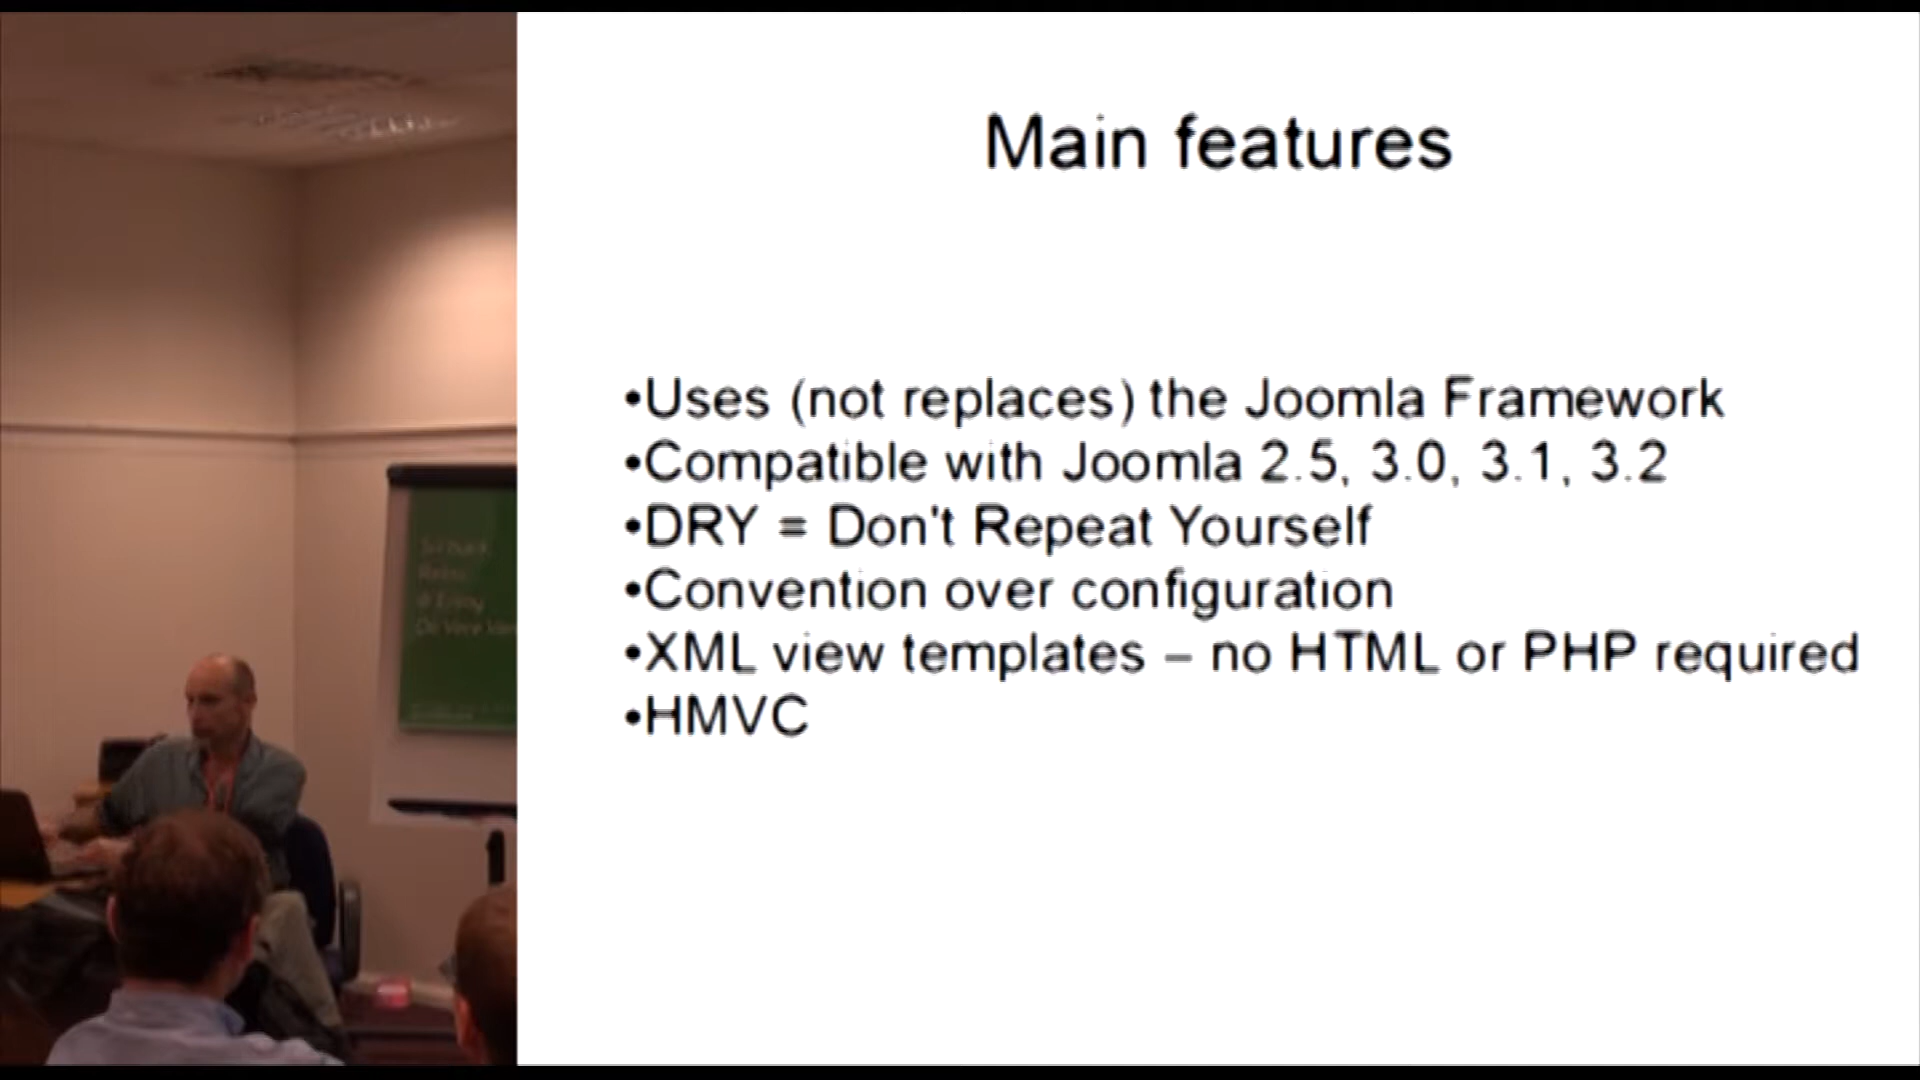 Main features
•Uses (not replaces) the Joomla Framework
•Compatible with Joomla 2.5, 3.0, 3.1, 3.2
•DRY = Don't Repeat Yourself
•Convention over configuration
•XML view templates – no HTML or PHP required
•HMVC